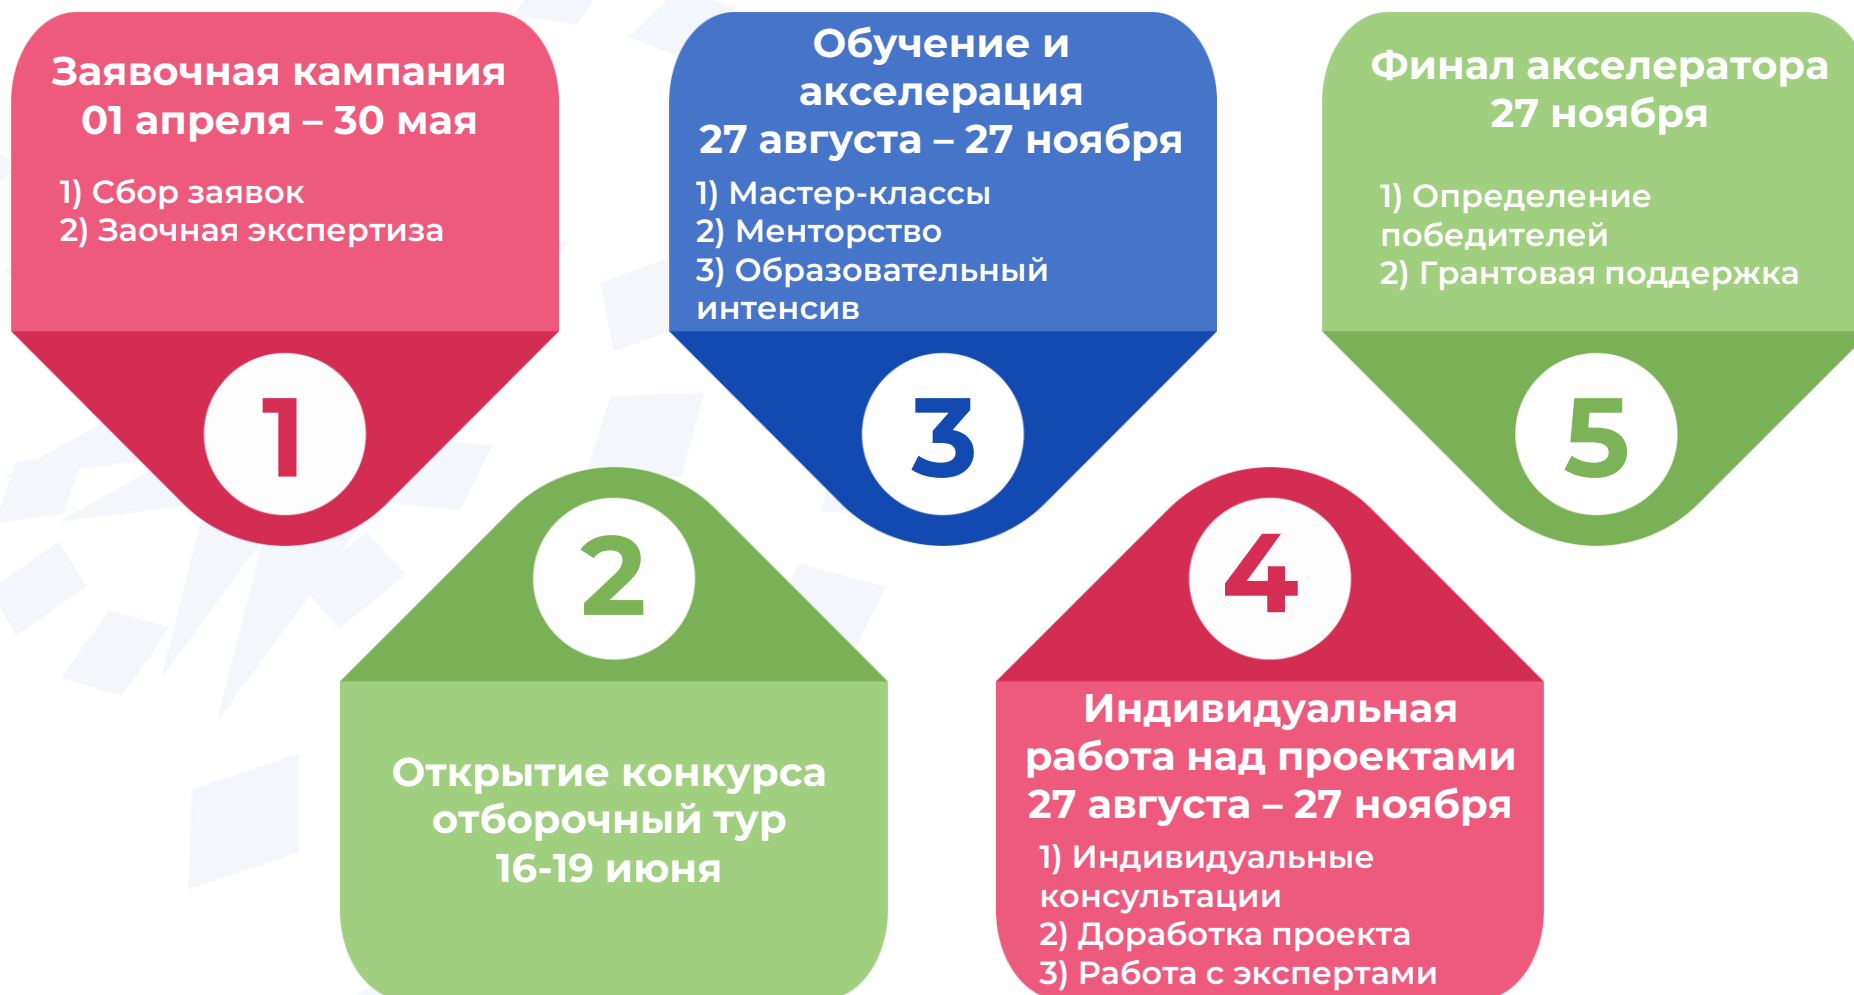 Заявочная кампания
01 апреля – 30 мая
1) Сбор заявок
2) Заочная экспертиза
1
2
Открытие конкурса
отборочный тур
16-19 июня
Обучение и
акселерация
27 августа – 27 ноября
1) Мастер-классы
2) Менторство
3) Образовательный
интенсив
3
4
Индивидуальная
работа над проектами
27 августа – 27 ноября
1) Индивидуальные
консультации
2) Доработка проекта
3) Работа с экспертами
Финал акселератора
27 ноября
1) Определение
победителей
2) Грантовая поддержка
5